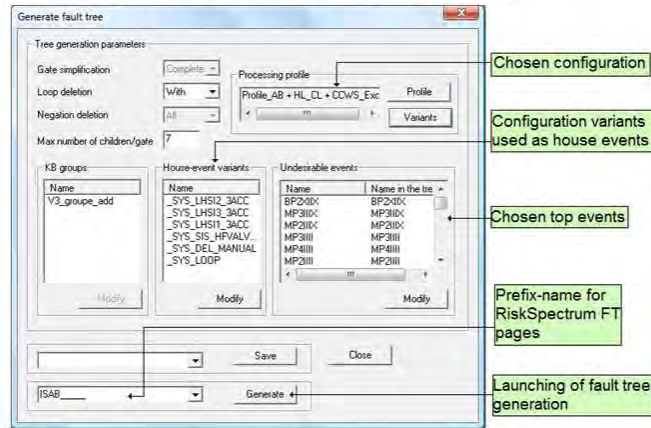 Generate fault tree
Tree generation parameters
Gate simplification
Complete
Loop deletion
With
Negation deletion
All
Max number of children/gate
7
Processing profile
Profile_AB + HL_CL + CCWS_Exc
Profile
Variants
KB groups
Name
V3_groupe_add
Modify
House-event variants
Name
_SYS_LHSI2_3ACC
_SYS_LHSI3_3ACC
_SYS_LHSI1_3ACC
_SYS_SIS_HFVALV...
_SYS_DEL_MANUAL
_SYS_LOOP
Modify
Undesirable events
Name Name in the tre
BP2XIIX BP2XIIX
MP3IIIX MP3IIIX
MP2IIIX MP2IIIX
MP3IIII MP3IIII
MP4IIII MP4IIII
MP2IIII MP2IIII
Modify
Save
Close
ISAB____
Generate
Chosen configuration
Configuration variants
used as house events
Chosen top events
Prefix-name for
RiskSpectrum FT
pages
Launching of fault tree
generation